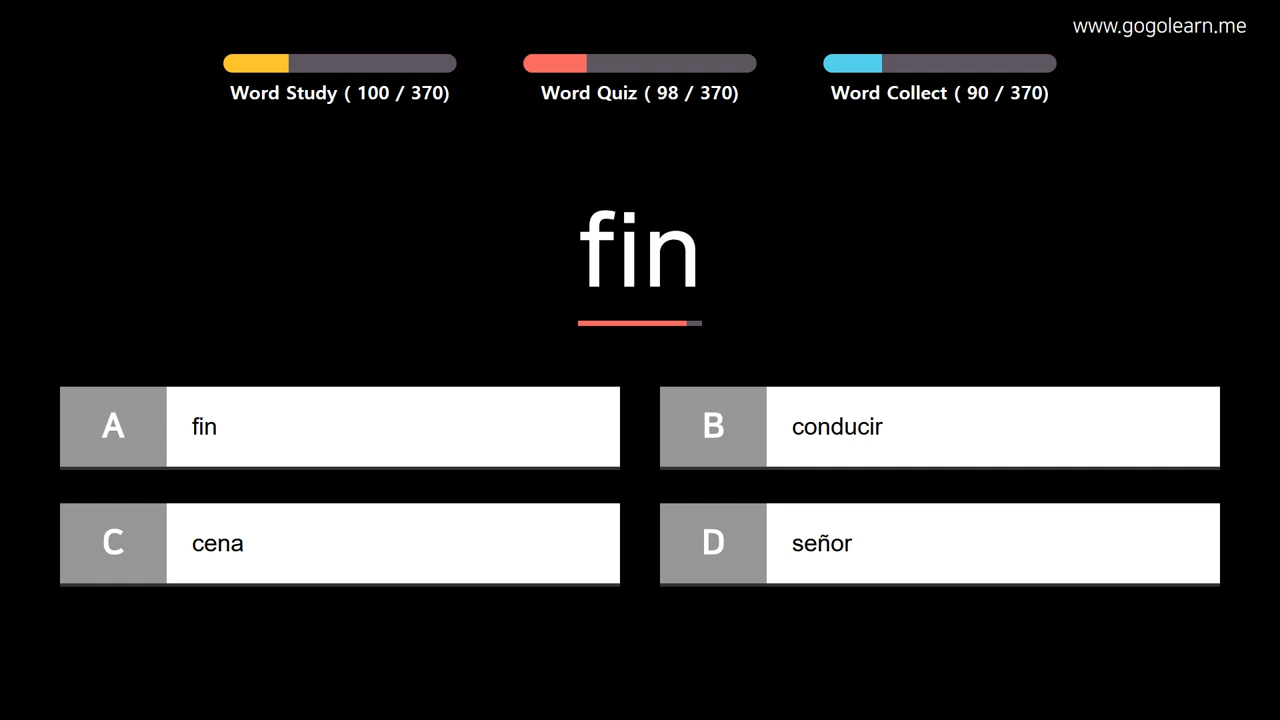 www.gogolearn.me
Word Study ( 100 / 370)
Word Quiz ( 98 / 370)
Word Collect ( 90 / 370)
fin
A fin
B conducir
C cena
D señor